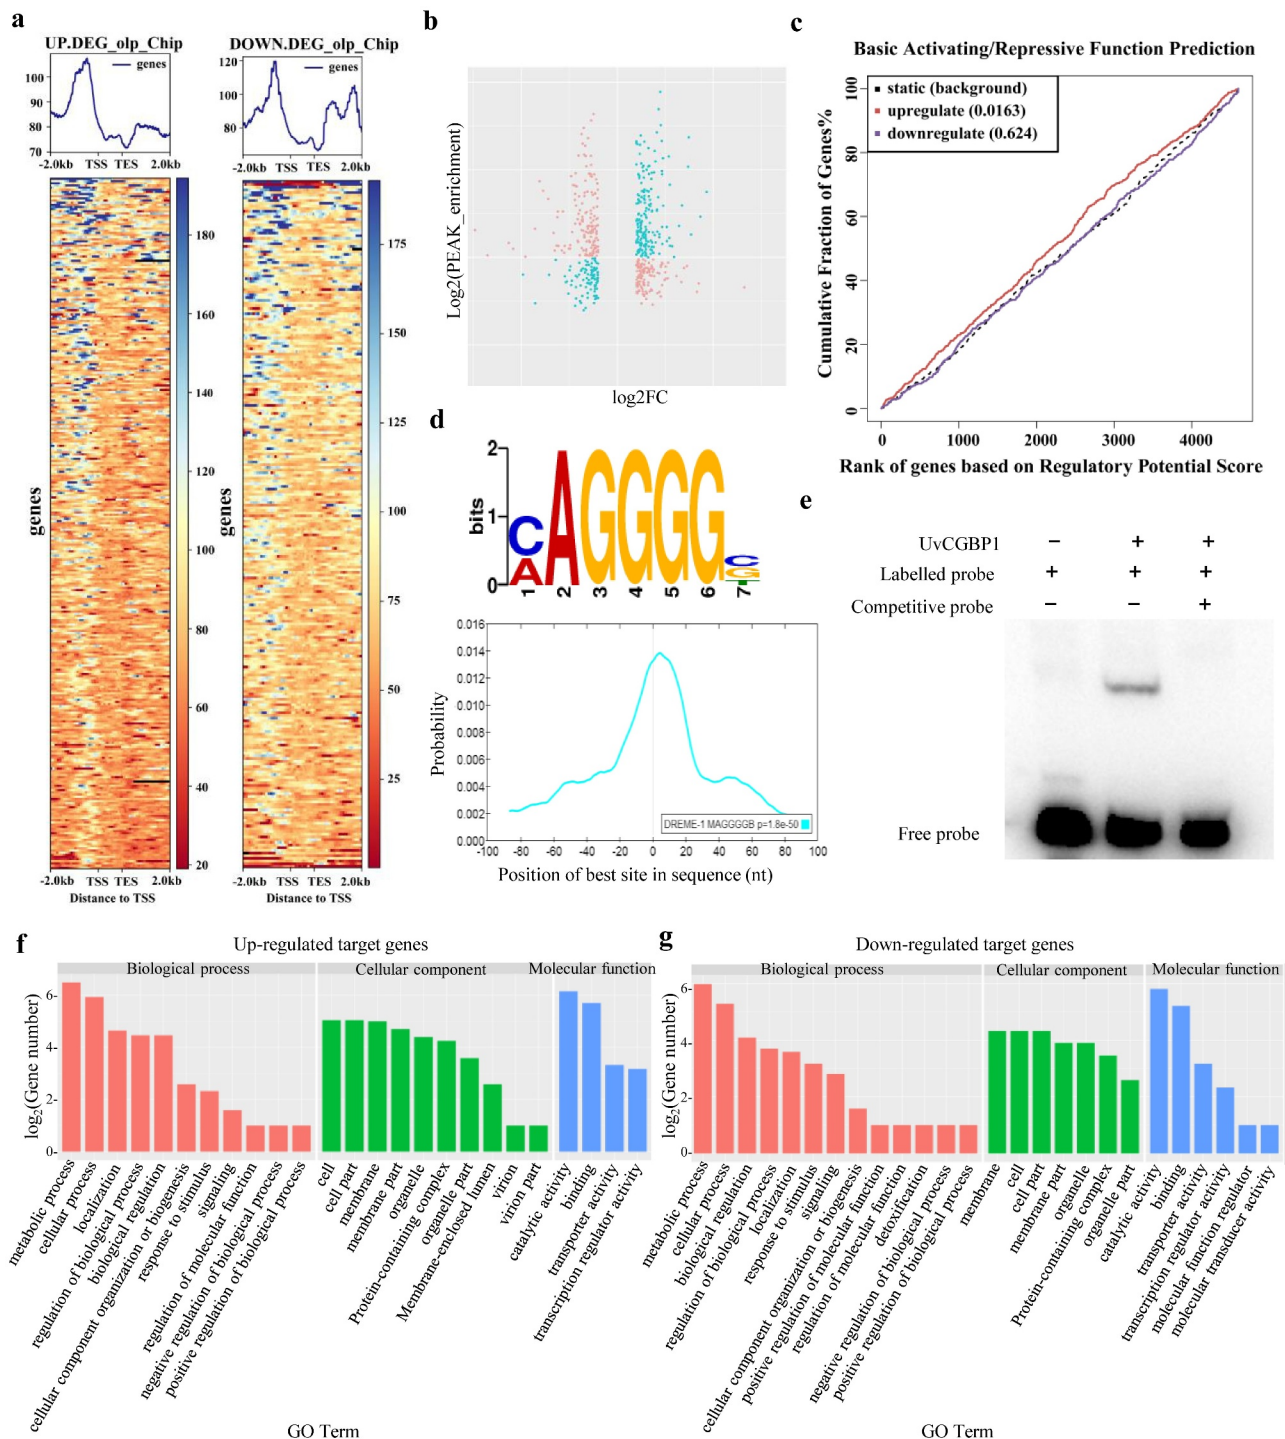 a
UP.DEG_olp_Chip
DOWN.DEG_olp_Chip
genes
genes
100
90
80
70
120
100
80
-2.0kb TSS TES 2.0kb
-2.0kb TSS TES 2.0kb
genes
180
160
140
120
100
80
60
40
20
genes
175
150
125
100
75
50
25
-2.0kb TSS TES 2.0kb
Distance to TSS
-2.0kb TSS TES 2.0kb
Distance to TSS
b
Log2(PEAK_enrichment)
log2FC
c
Basic Activating/Repressive Function Prediction
static (background)
upregulate (0.0163)
downregulate (0.624)
Cumulative Fraction of Genes%
100
80
60
40
20
0
0 1000 2000 3000 4000
Rank of genes based on Regulatory Potential Score
d
bits
2
1
0
C
A
A
G
G
G
G
C
G
T
1 2 3 4 5 6 7
Probability
0.016
0.014
0.012
0.010
0.008
0.006
0.004
0.002
0.000
DREME-1 MAGGGGB p=1.8e-50
-100 -80 -60 -40 -20 0 20 40 60 80 100
Position of best site in sequence (nt)
e
UvCGBP1 − + +
Labelled probe + + +
Competitive probe − − +
Free probe
f
Up-regulated target genes
Biological process
Cellular component
Molecular function
log2(Gene number)
6
4
2
0
metabolic process
cellular process
localization
regulation of biological process
biological regulation
cellular component organization or biogenesis
response to stimulus
signaling
regulation of molecular function
negative regulation of biological process
positive regulation of biological process
cell
cell part
membrane
membrane part
organelle
Protein-containing complex
organelle part
Membrane-enclosed lumen
virion
virion part
catalytic activity
binding
transporter activity
transcription regulator activity
GO Term
g
Down-regulated target genes
Biological process
Cellular component
Molecular function
log2(Gene number)
6
4
2
0
metabolic process
cellular process
biological regulation
regulation of biological process
localization
response to stimulus
signaling
cellular component organization or biogenesis
positive regulation of molecular function
regulation of molecular function
detoxification
negative regulation of biological process
positive regulation of biological process
membrane
cell
cell part
membrane part
organelle
Protein-containing complex
organelle part
catalytic activity
binding
transporter activity
transcription regulator activity
molecular function regulator
molecular transducer activity
GO Term